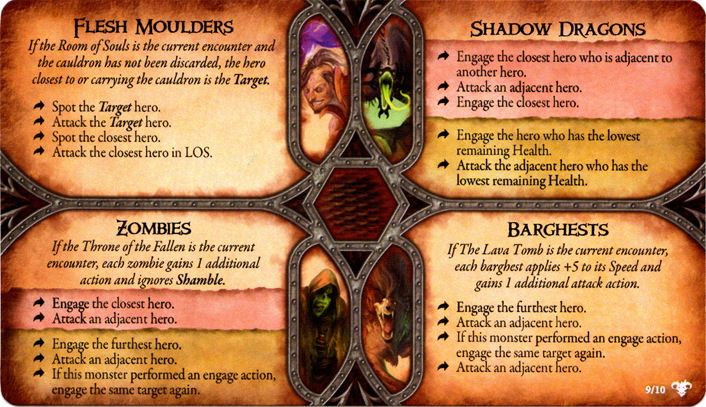 FLESH MOULDERS
If the Room of Souls is the current encounter and
the cauldron has not been discarded, the hero
closest to or carrying the cauldron is the Target.
Spot the Target hero.
Attack the Target hero.
Spot the closest hero.
Attack the closest hero in LOS.
SHADOW DRAGONS
Engage the closest hero who is adjacent to
another hero.
Attack an adjacent hero.
Engage the closest hero.
Engage the hero who has the lowest
remaining Health.
Attack the adjacent hero who has the
lowest remaining Health.
ZOMBIES
If the Throne of the Fallen is the current
encounter, each zombie gains 1 additional
action and ignores Shamble.
Engage the closest hero.
Attack an adjacent hero.
Engage the furthest hero.
Attack an adjacent hero.
If this monster performed an engage action,
engage the same target again.
BARGHESTS
If The Lava Tomb is the current encounter,
each barghest applies +5 to its Speed and
gains 1 additional attack action.
Engage the furthest hero.
Attack an adjacent hero.
If this monster performed an engage action,
engage the same target again.
Attack an adjacent hero.
9/10